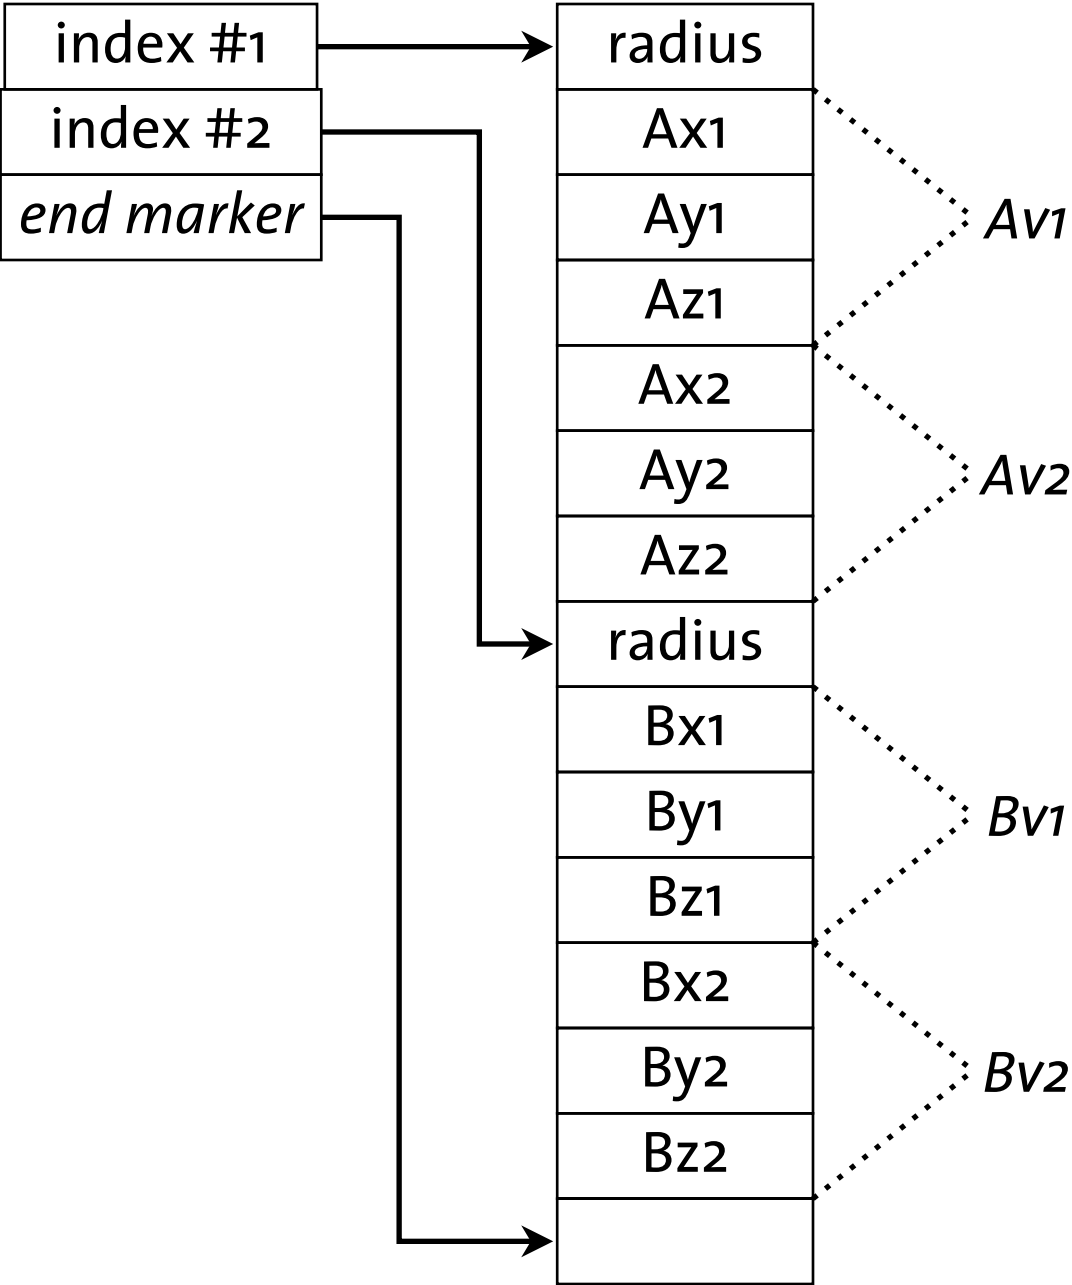 index #1
index #2
end marker
radius
Ax1
Ay1
Az1
Ax2
Ay2
Az2
radius
Bx1
By1
Bz1
Bx2
By2
Bz2
Av1
Av2
Bv1
Bv2